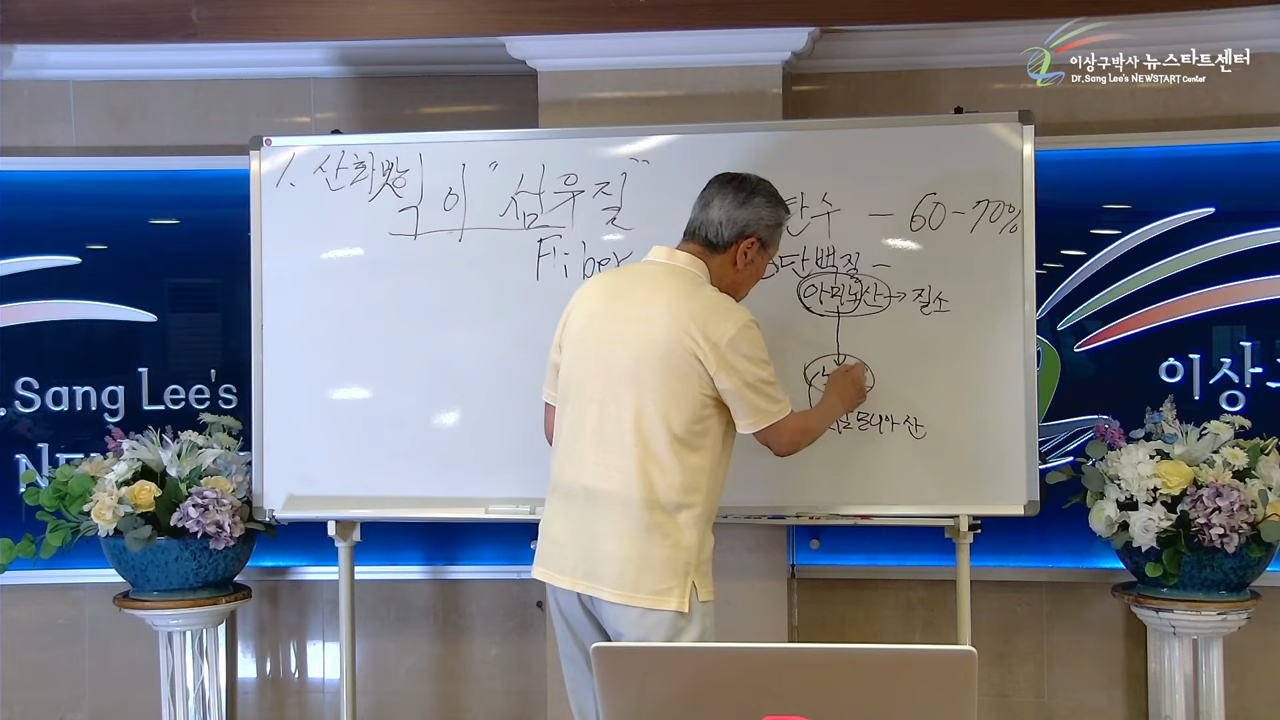 이상구박사 뉴스타트센터
Dr.Sang Lee's NEWSTART Center
1. 산화방식이 "섬유질"
Fiber
탄수 - 60-70%
단백질 -
아미노산 → 질소
암모니아 산
Sang Lee's
이상